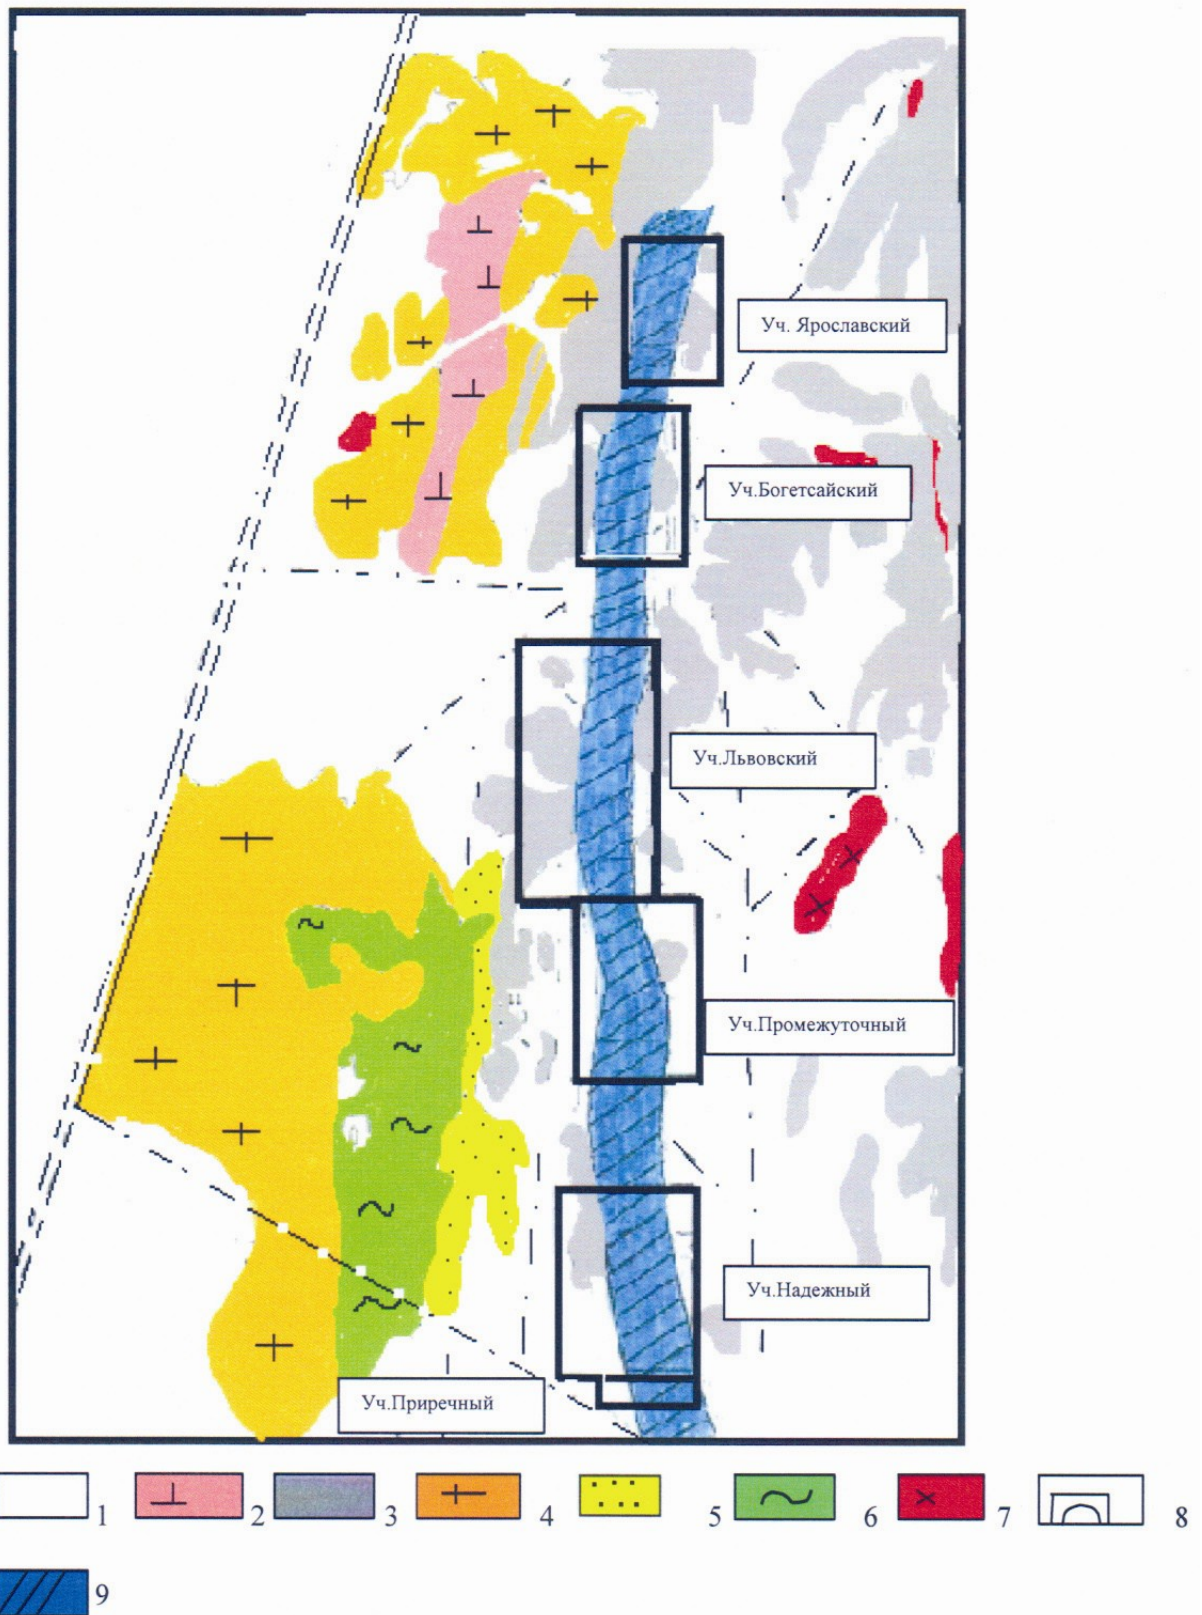 Уч. Ярославский
Уч.Богетсайский
Уч.Львовский
Уч.Промежуточный
Уч.Надежный
Уч.Приречный
1 2 3 4 5 6 7 8
9